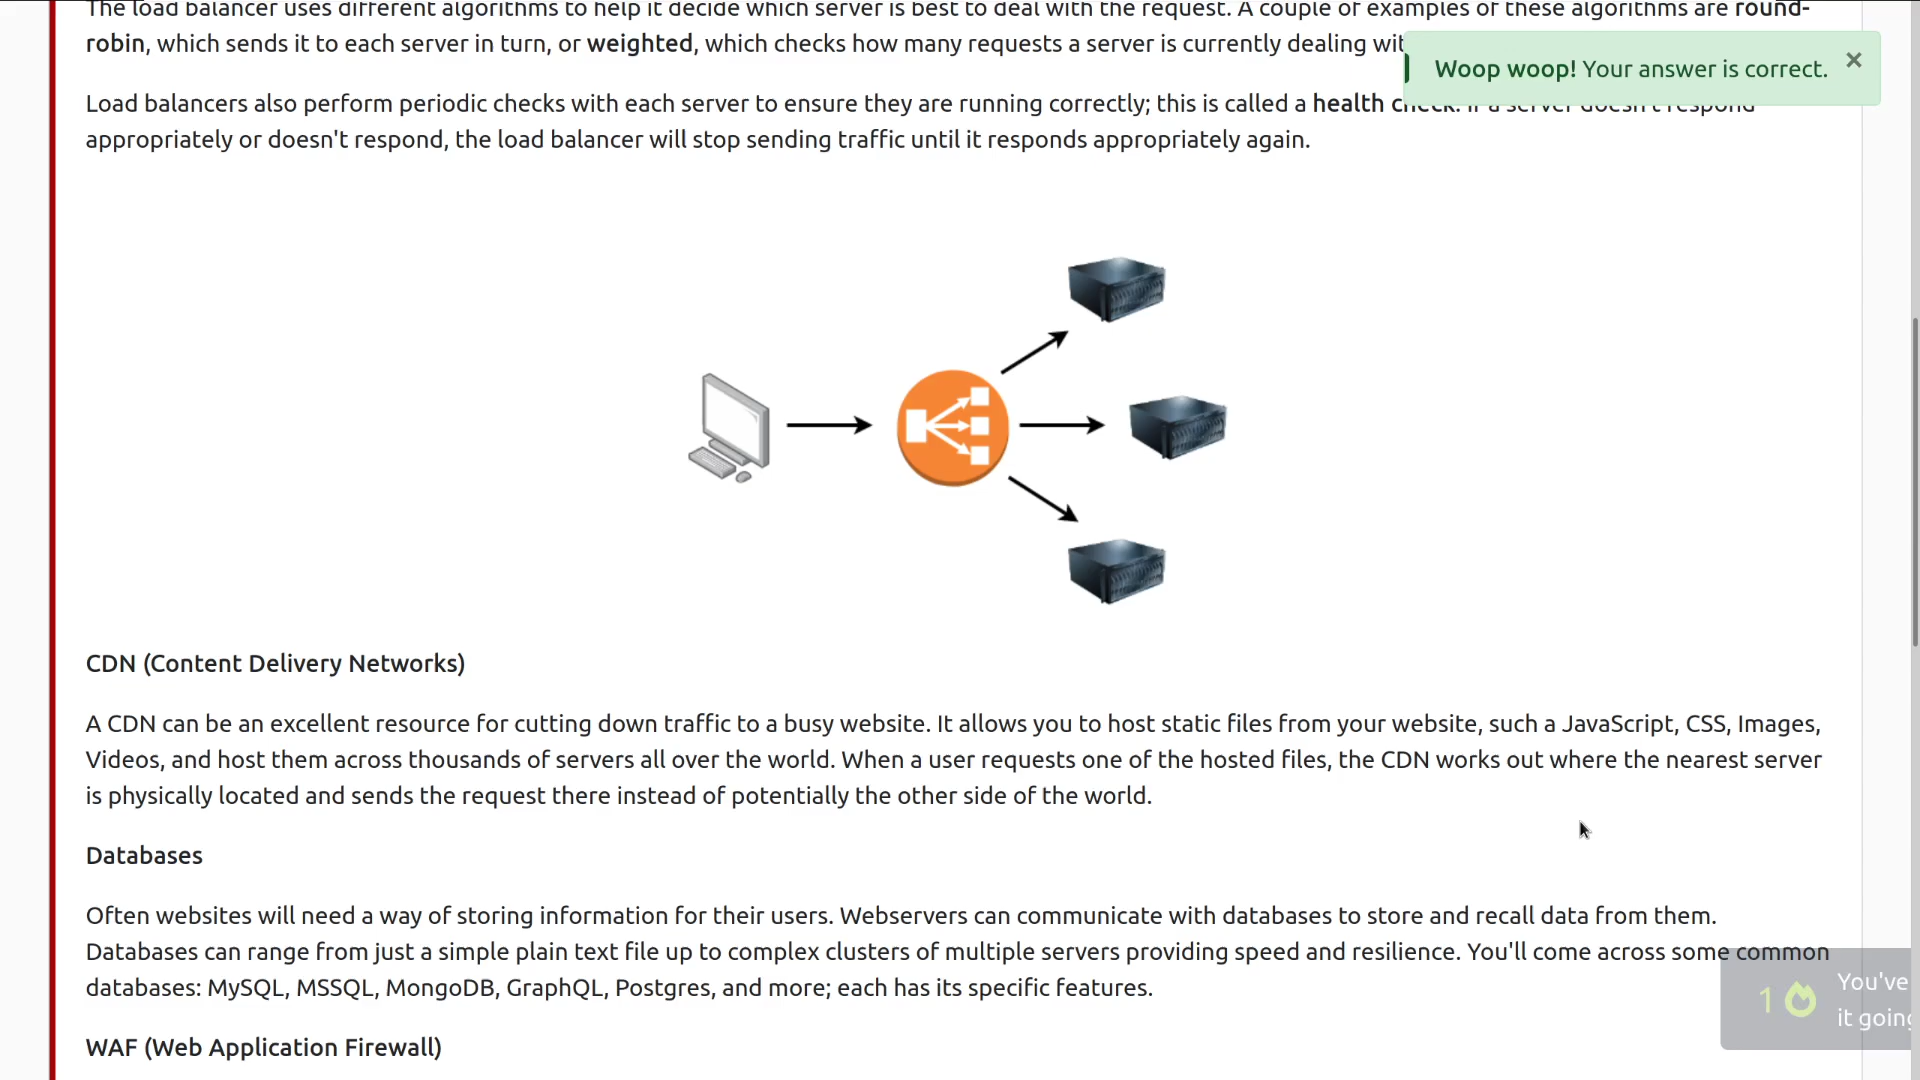 The load balancer uses different algorithms to help it decide which server is best to deal with the request. A couple of examples of these algorithms are round-
robin, which sends it to each server in turn, or weighted, which checks how many requests a server is currently dealing
Woop woop! Your answer is correct. ×
Load balancers also perform periodic checks with each server to ensure they are running correctly; this is called a health check. If a server doesn't respond
appropriately or doesn't respond, the load balancer will stop sending traffic until it responds appropriately again.
CDN (Content Delivery Networks)
A CDN can be an excellent resource for cutting down traffic to a busy website. It allows you to host static files from your website, such a JavaScript, CSS, Images,
Videos, and host them across thousands of servers all over the world. When a user requests one of the hosted files, the CDN works out where the nearest server
is physically located and sends the request there instead of potentially the other side of the world.
Databases
Often websites will need a way of storing information for their users. Webservers can communicate with databases to store and recall data from them.
Databases can range from just a simple plain text file up to complex clusters of multiple servers providing speed and resilience. You'll come across some common
databases: MySQL, MSSQL, MongoDB, GraphQL, Postgres, and more; each has its specific features.
1 You've
it going
WAF (Web Application Firewall)